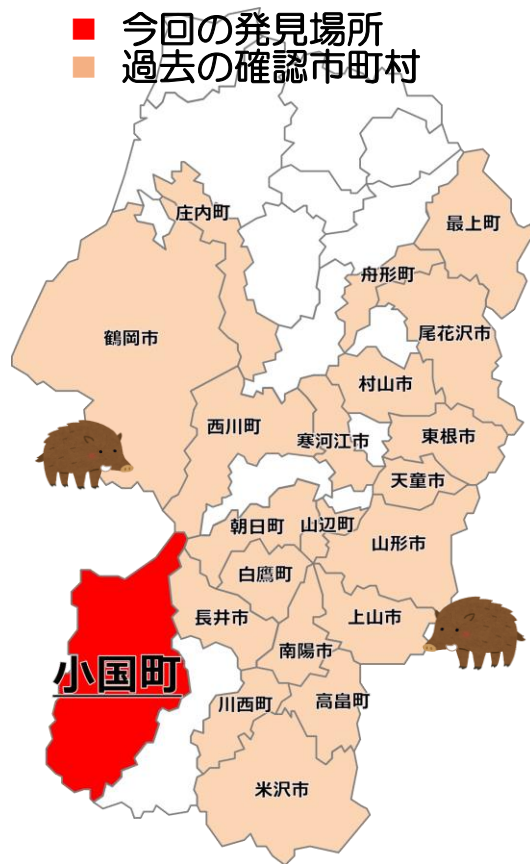 今回の発見場所
過去の確認市町村
庄内町
最上町
舟形町
鶴岡市
尾花沢市
村山市
西川町
寒河江市
東根市
天童市
朝日町
山辺町
山形市
白鷹町
長井市
上山市
南陽市
小国町
川西町
高畠町
米沢市